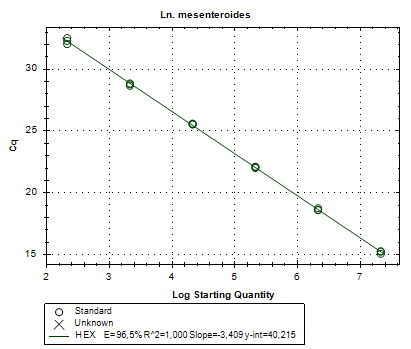 Ln. mesenteroides
30
25
20
15
Cq
2 3 4 5 6 7
Log Starting Quantity
Standard
Unknown
HEX E= 96,5% R^2=1,000 Slope=-3,409 y-int=40,215